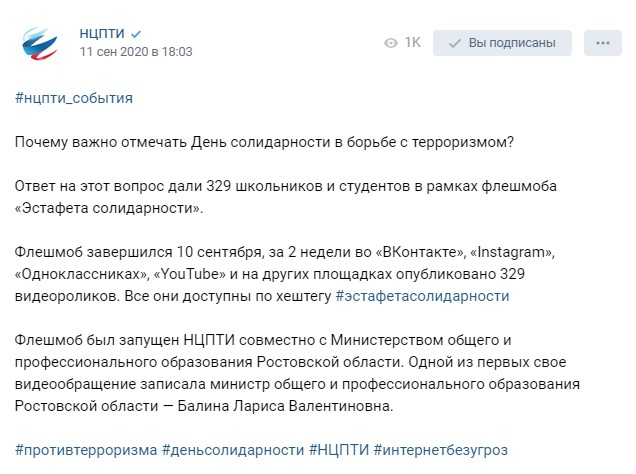 НЦПТИ
11 сен 2020 в 18:03
1K
Вы подписаны
#нцпти_события
Почему важно отмечать День солидарности в борьбе с терроризмом?
Ответ на этот вопрос дали 329 школьников и студентов в рамках флешмоба
«Эстафета солидарности».
Флешмоб завершился 10 сентября, за 2 недели во «ВКонтакте», «Instagram»,
«Одноклассниках», «YouTube» и на других площадках опубликовано 329
видеороликов. Все они доступны по хештегу #эстафетасолидарности
Флешмоб был запущен НЦПТИ совместно с Министерством общего и
профессионального образования Ростовской области. Одной из первых свое
видеообращение записала министр общего и профессионального образования
Ростовской области — Балина Лариса Валентиновна.
#противтерроризма #деньсолидарности #НЦПТИ #интернетбезугроз